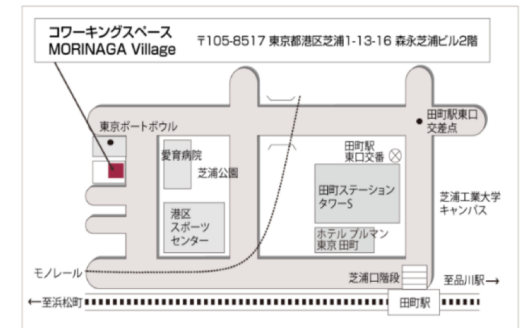 コワーキングスペース
MORINAGA Village
〒105-8517 東京都港区芝浦1-13-16 森永芝浦ビル2階
田町駅東口
交差点
東京ポートボウル
愛育病院
芝浦公園
田町駅
東口交番
田町ステーション
タワーS
芝浦工業大学
キャンパス
港区
スポーツ
センター
ホテル プルマン
東京 田町
モノレール
芝浦口階段
至品川駅→
←至浜松町
田町駅